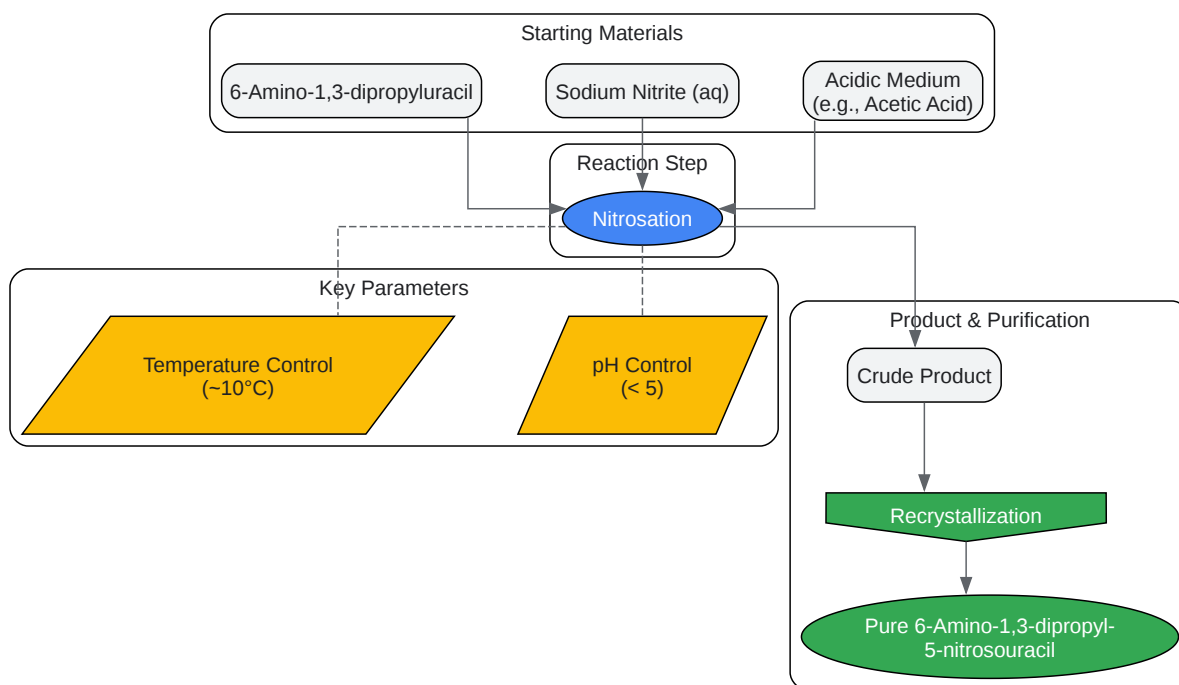 Starting Materials
6-Amino-1,3-dipropyluracil
Sodium Nitrite (aq)
Acidic Medium
(e.g., Acetic Acid)
Reaction Step
Nitrosation
Key Parameters
Temperature Control
(~10°C)
pH Control
(< 5)
Product & Purification
Crude Product
Recrystallization
Pure 6-Amino-1,3-dipropyl-
5-nitrosouracil